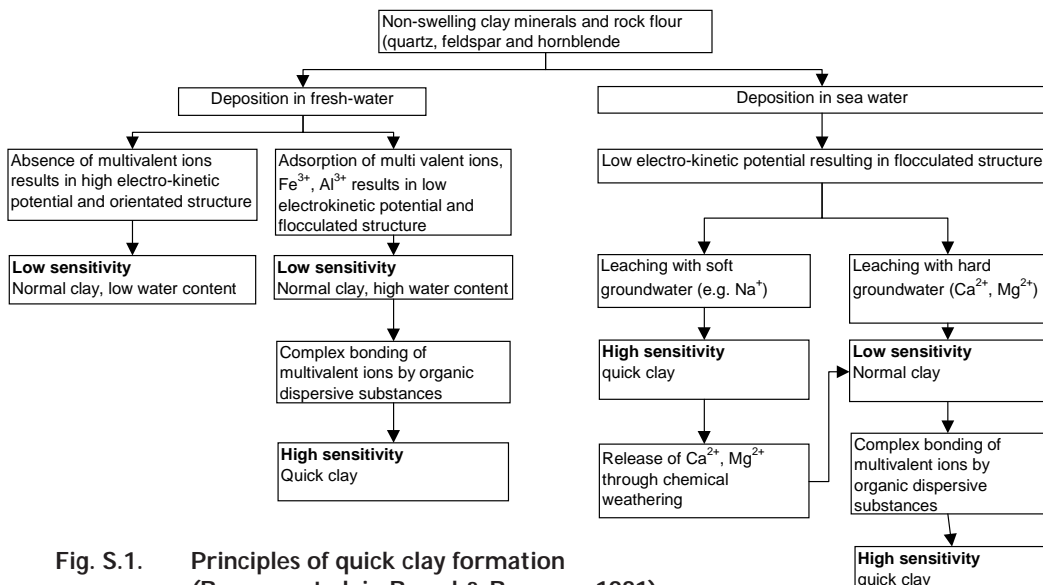 Non-swelling clay minerals and rock flour
(quartz, feldspar and hornblende
Deposition in fresh-water
Deposition in sea water
Absence of multivalent ions
results in high electro-kinetic
potential and orientated structure
Adsorption of multi valent ions,
Fe³⁺, Al³⁺ results in low
electrokinetic potential and
flocculated structure
Low electro-kinetic potential resulting in flocculated structure
Low sensitivity
Normal clay, low water content
Low sensitivity
Normal clay, high water content
Leaching with soft
groundwater (e.g. Na⁺)
Leaching with hard
groundwater (Ca²⁺, Mg²⁺)
Complex bonding of
multivalent ions by organic
dispersive substances
High sensitivity
quick clay
Low sensitivity
Normal clay
High sensitivity
Quick clay
Release of Ca²⁺, Mg²⁺
through chemical
weathering
Complex bonding of
multivalent ions by
organic dispersive
substances
High sensitivity
quick clay
Fig. S.1. Principles of quick clay formation